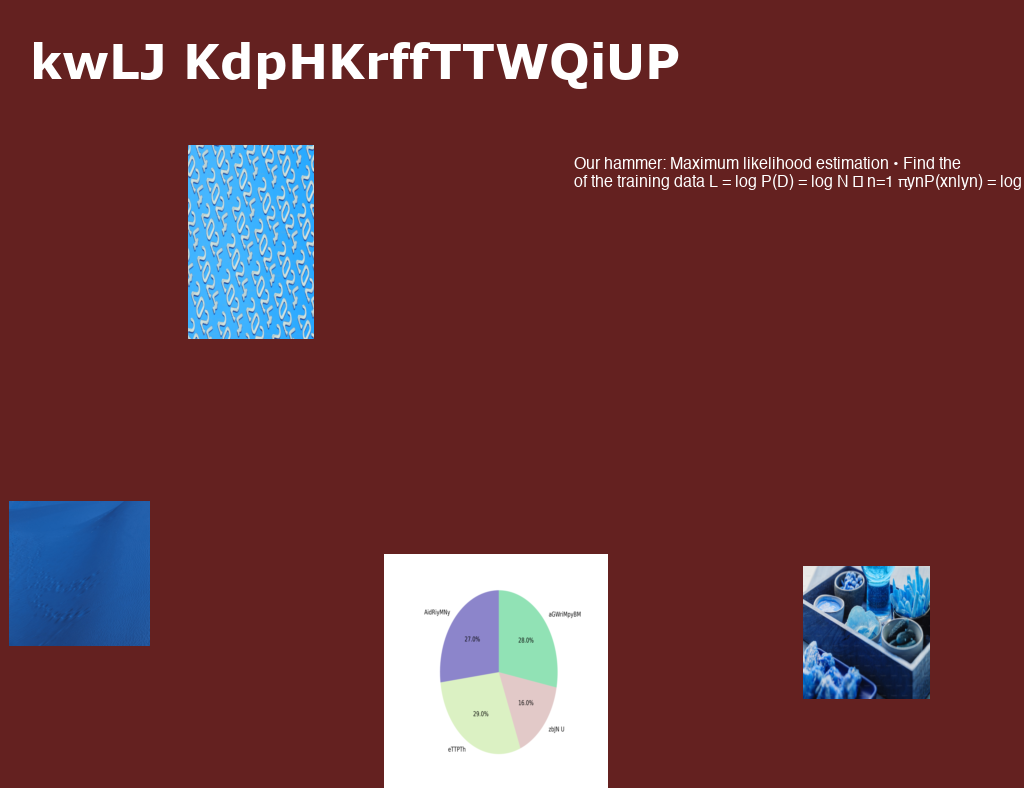 kwLJ KdpHKrffTTWQiUP
Our hammer: Maximum likelihood estimation • Find the
of the training data L = log P(D) = log N n=1 πynP(xnlyn) = log
AidRiyMNy
aGWriMpyBM
27.0%
28.0%
16.0%
29.0%
zbJN U
eTTPTh